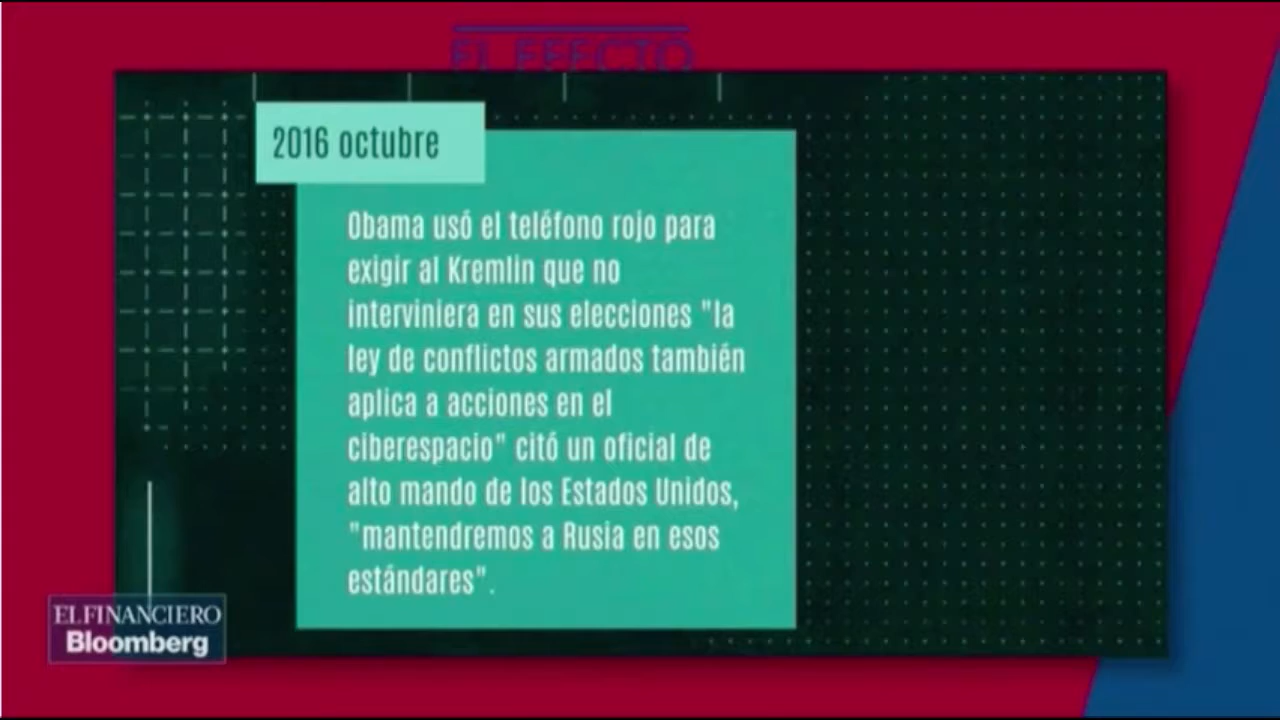 EL EFECTO
2016 octubre
Obama usó el teléfono rojo para
exigir al Kremlin que no
interviniera en sus elecciones "la
ley de conflictos armados también
aplica a acciones en el
ciberespacio" citó un oficial de
alto mando de los Estados Unidos,
"mantendremos a Rusia en esos
estándares".
EL FINANCIERO
Bloomberg